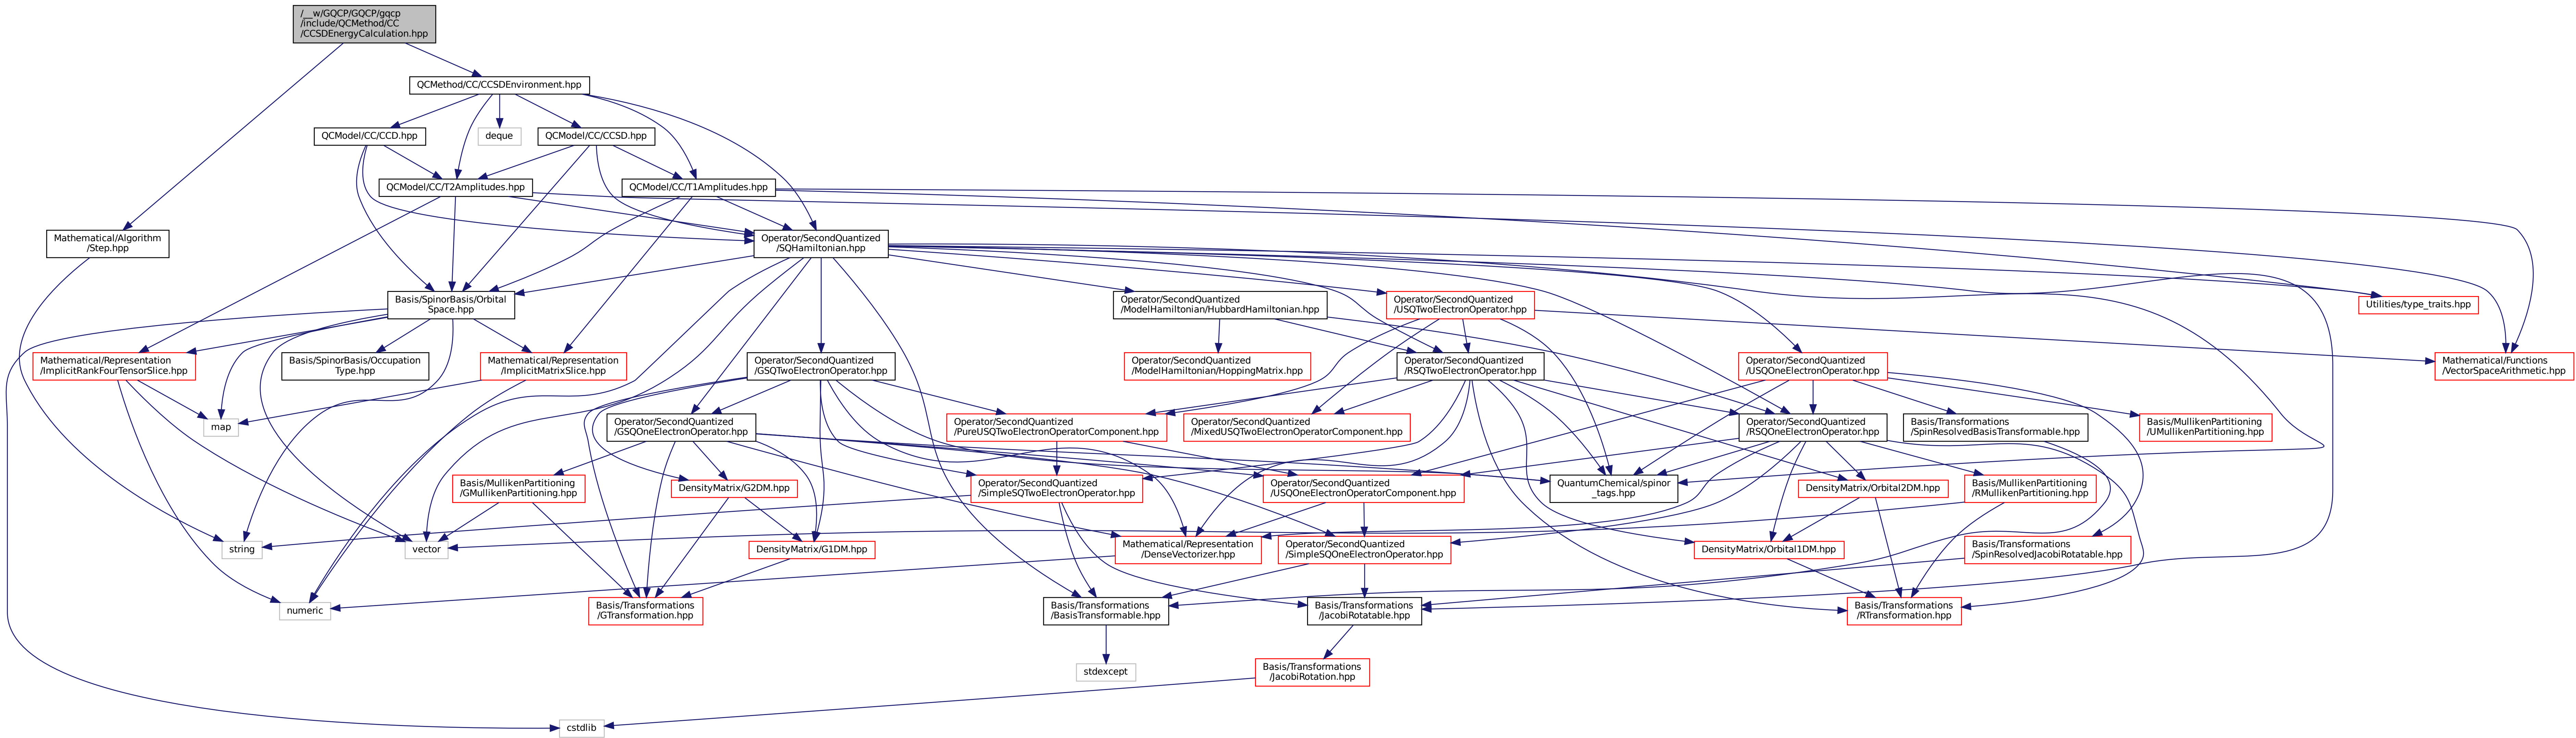 /__w/GQCP/GQCP/gqcp
/include/QCMethod/CC
/CCSDEnergyCalculation.hpp
QCMethod/CC/CCSDEnvironment.hpp
QCModel/CC/CCD.hpp
deque
QCModel/CC/CCSD.hpp
QCModel/CC/T2Amplitudes.hpp
QCModel/CC/T1Amplitudes.hpp
Mathematical/Algorithm
/Step.hpp
Operator/SecondQuantized
/SQHamiltonian.hpp
Basis/SpinorBasis/Orbital
Space.hpp
Operator/SecondQuantized
/ModelHamiltonian/HubbardHamiltonian.hpp
Operator/SecondQuantized
/USQTwoElectronOperator.hpp
Utilities/type_traits.hpp
Mathematical/Representation
/ImplicitRankFourTensorSlice.hpp
Basis/SpinorBasis/Occupation
Type.hpp
Mathematical/Representation
/ImplicitMatrixSlice.hpp
Operator/SecondQuantized
/GSQTwoElectronOperator.hpp
Operator/SecondQuantized
/ModelHamiltonian/HoppingMatrix.hpp
Operator/SecondQuantized
/RSQTwoElectronOperator.hpp
Operator/SecondQuantized
/USQOneElectronOperator.hpp
Mathematical/Functions
/VectorSpaceArithmetic.hpp
map
Operator/SecondQuantized
/GSQOneElectronOperator.hpp
Operator/SecondQuantized
/PureUSQTwoElectronOperatorComponent.hpp
Operator/SecondQuantized
/MixedUSQTwoElectronOperatorComponent.hpp
Operator/SecondQuantized
/RSQOneElectronOperator.hpp
Basis/Transformations
/SpinResolvedBasisTransformable.hpp
Basis/MullikenPartitioning
/UMullikenPartitioning.hpp
Basis/MullikenPartitioning
/GMullikenPartitioning.hpp
DensityMatrix/G2DM.hpp
Operator/SecondQuantized
/SimpleSQTwoElectronOperator.hpp
Operator/SecondQuantized
/USQOneElectronOperatorComponent.hpp
QuantumChemical/spinor
_tags.hpp
DensityMatrix/Orbital2DM.hpp
Basis/MullikenPartitioning
/RMullikenPartitioning.hpp
string
vector
DensityMatrix/G1DM.hpp
Mathematical/Representation
/DenseVectorizer.hpp
Operator/SecondQuantized
/SimpleSQOneElectronOperator.hpp
DensityMatrix/Orbital1DM.hpp
Basis/Transformations
/SpinResolvedJacobiRotatable.hpp
numeric
Basis/Transformations
/GTransformation.hpp
Basis/Transformations
/BasisTransformable.hpp
Basis/Transformations
/JacobiRotatable.hpp
Basis/Transformations
/RTransformation.hpp
stdexcept
Basis/Transformations
/JacobiRotation.hpp
cstdlib